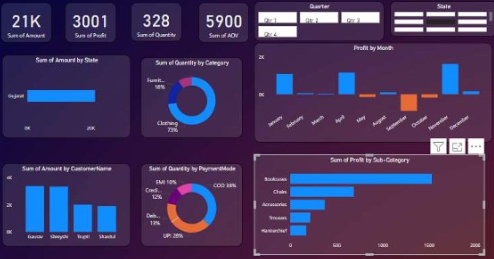 21K
Sum of Amount
3001
Sum of Profit
328
Sum of Quantity
5900
Sum of AOV
Quarter
Qtr 1
Qtr 2
Qtr 3
Qtr 4
State
Sum of Amount by State
Gujarat
0K
20K
Sum of Quantity by Category
Furnit...
16%
Clothing
73%
Profit by Month
2K
0K
January
February
March
April
May
August
September
October
November
December
Sum of Amount by CustomerName
4K
2K
0K
Shreyshi
Trupti
Sum of Quantity by PaymentMode
EMI 10%
Credi...
12%
Deb...
13%
UPI 28%
COD 38%
Sum of Profit by Sub-Category
Bookcases
Chairs
Accessories
Trousers
Hankerchief
0
500
1000
1500
2000